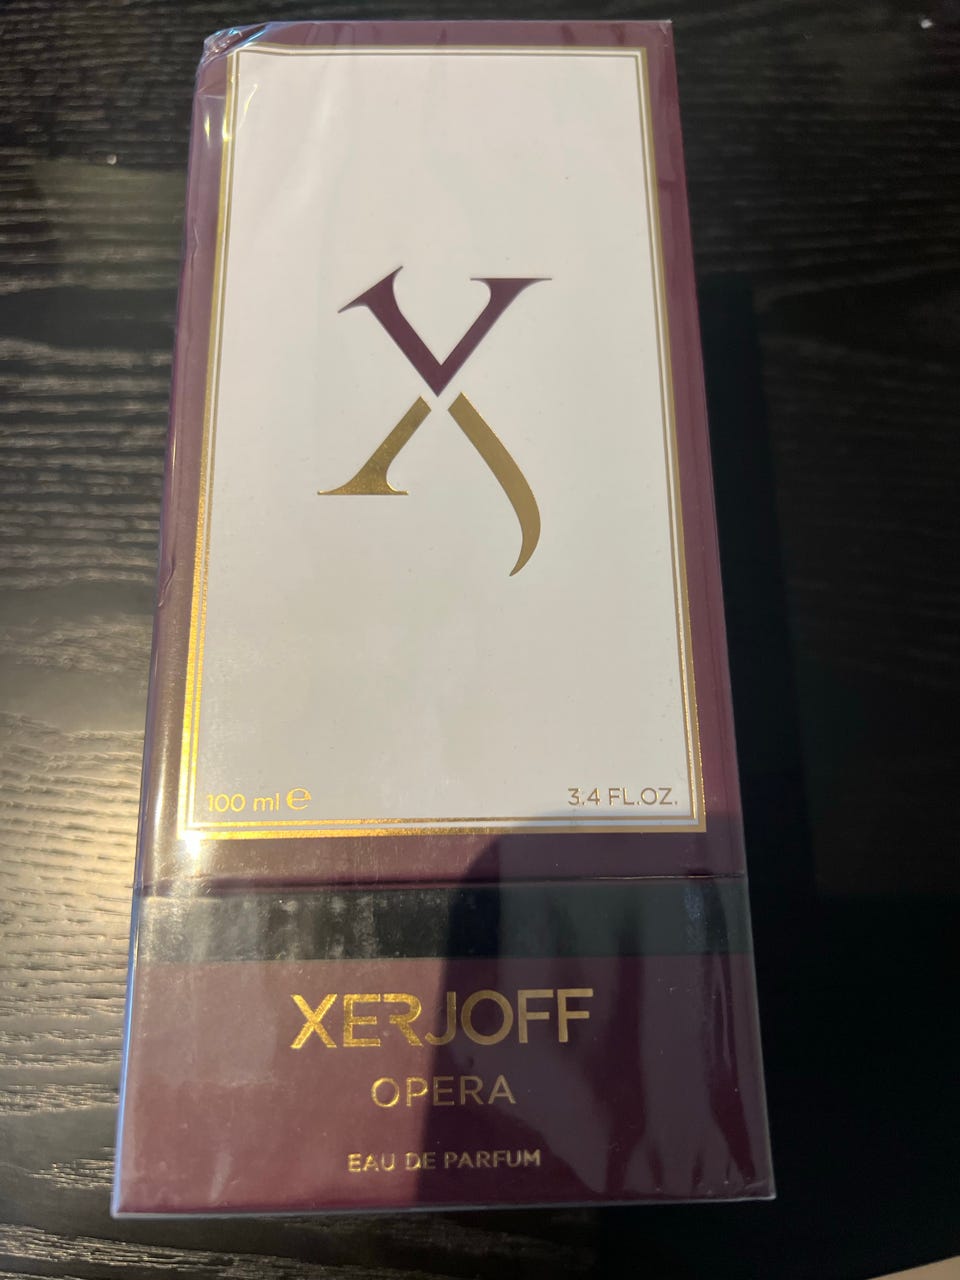 X
100 ml ℮
3.4 FL.OZ.
XERJOFF
OPERA
EAU DE PARFUM